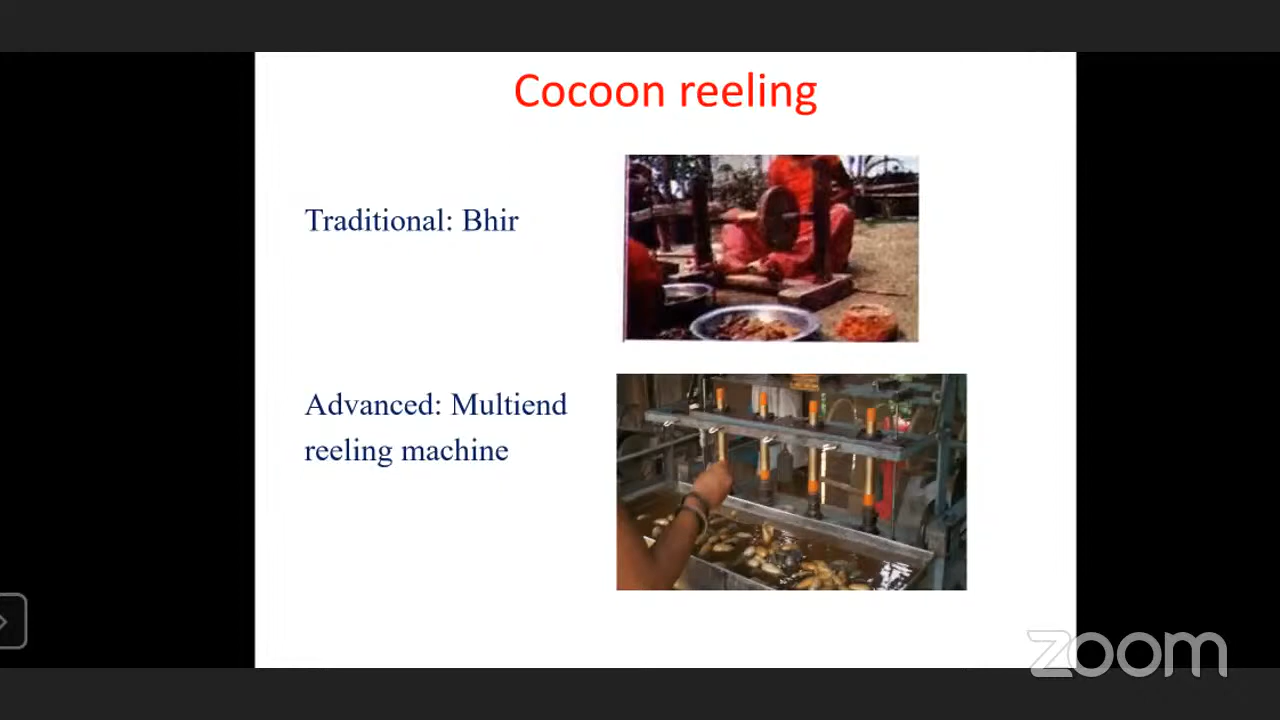 Cocoon reeling
Traditional: Bhir
Advanced: Multiend
reeling machine
zoom